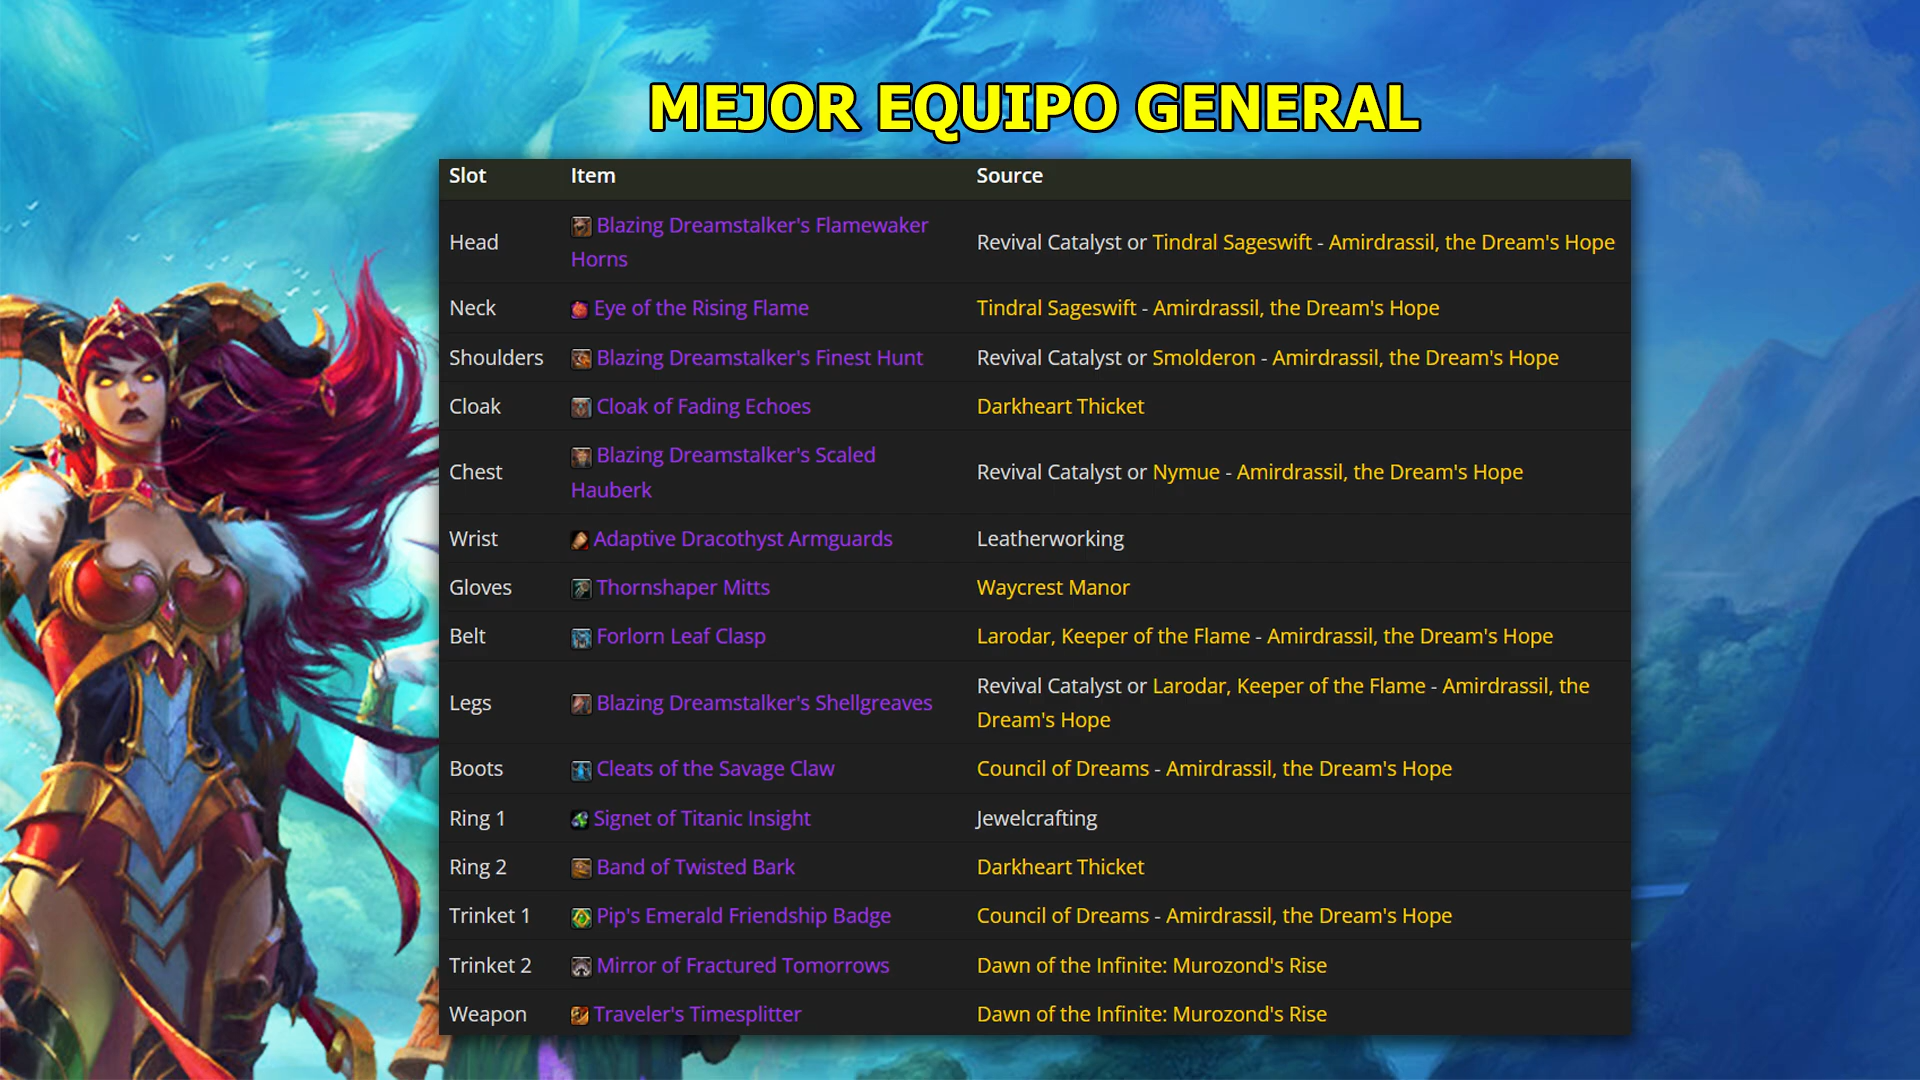 MEJOR EQUIPO GENERAL
Slot Item Source
Head Blazing Dreamstalker's Flamewaker Horns Revival Catalyst or Tindral Sageswift - Amirdrassil, the Dream's Hope
Neck Eye of the Rising Flame Tindral Sageswift - Amirdrassil, the Dream's Hope
Shoulders Blazing Dreamstalker's Finest Hunt Revival Catalyst or Smolderon - Amirdrassil, the Dream's Hope
Cloak Cloak of Fading Echoes Darkheart Thicket
Chest Blazing Dreamstalker's Scaled Hauberk Revival Catalyst or Nymue - Amirdrassil, the Dream's Hope
Wrist Adaptive Dracothyst Armguards Leatherworking
Gloves Thornshaper Mitts Waycrest Manor
Belt Forlorn Leaf Clasp Larodar, Keeper of the Flame - Amirdrassil, the Dream's Hope
Legs Blazing Dreamstalker's Shellgreaves Revival Catalyst or Larodar, Keeper of the Flame - Amirdrassil, the Dream's Hope
Boots Cleats of the Savage Claw Council of Dreams - Amirdrassil, the Dream's Hope
Ring 1 Signet of Titanic Insight Jewelcrafting
Ring 2 Band of Twisted Bark Darkheart Thicket
Trinket 1 Pip's Emerald Friendship Badge Council of Dreams - Amirdrassil, the Dream's Hope
Trinket 2 Mirror of Fractured Tomorrows Dawn of the Infinite: Murozond's Rise
Weapon Traveler's Timesplitter Dawn of the Infinite: Murozond's Rise